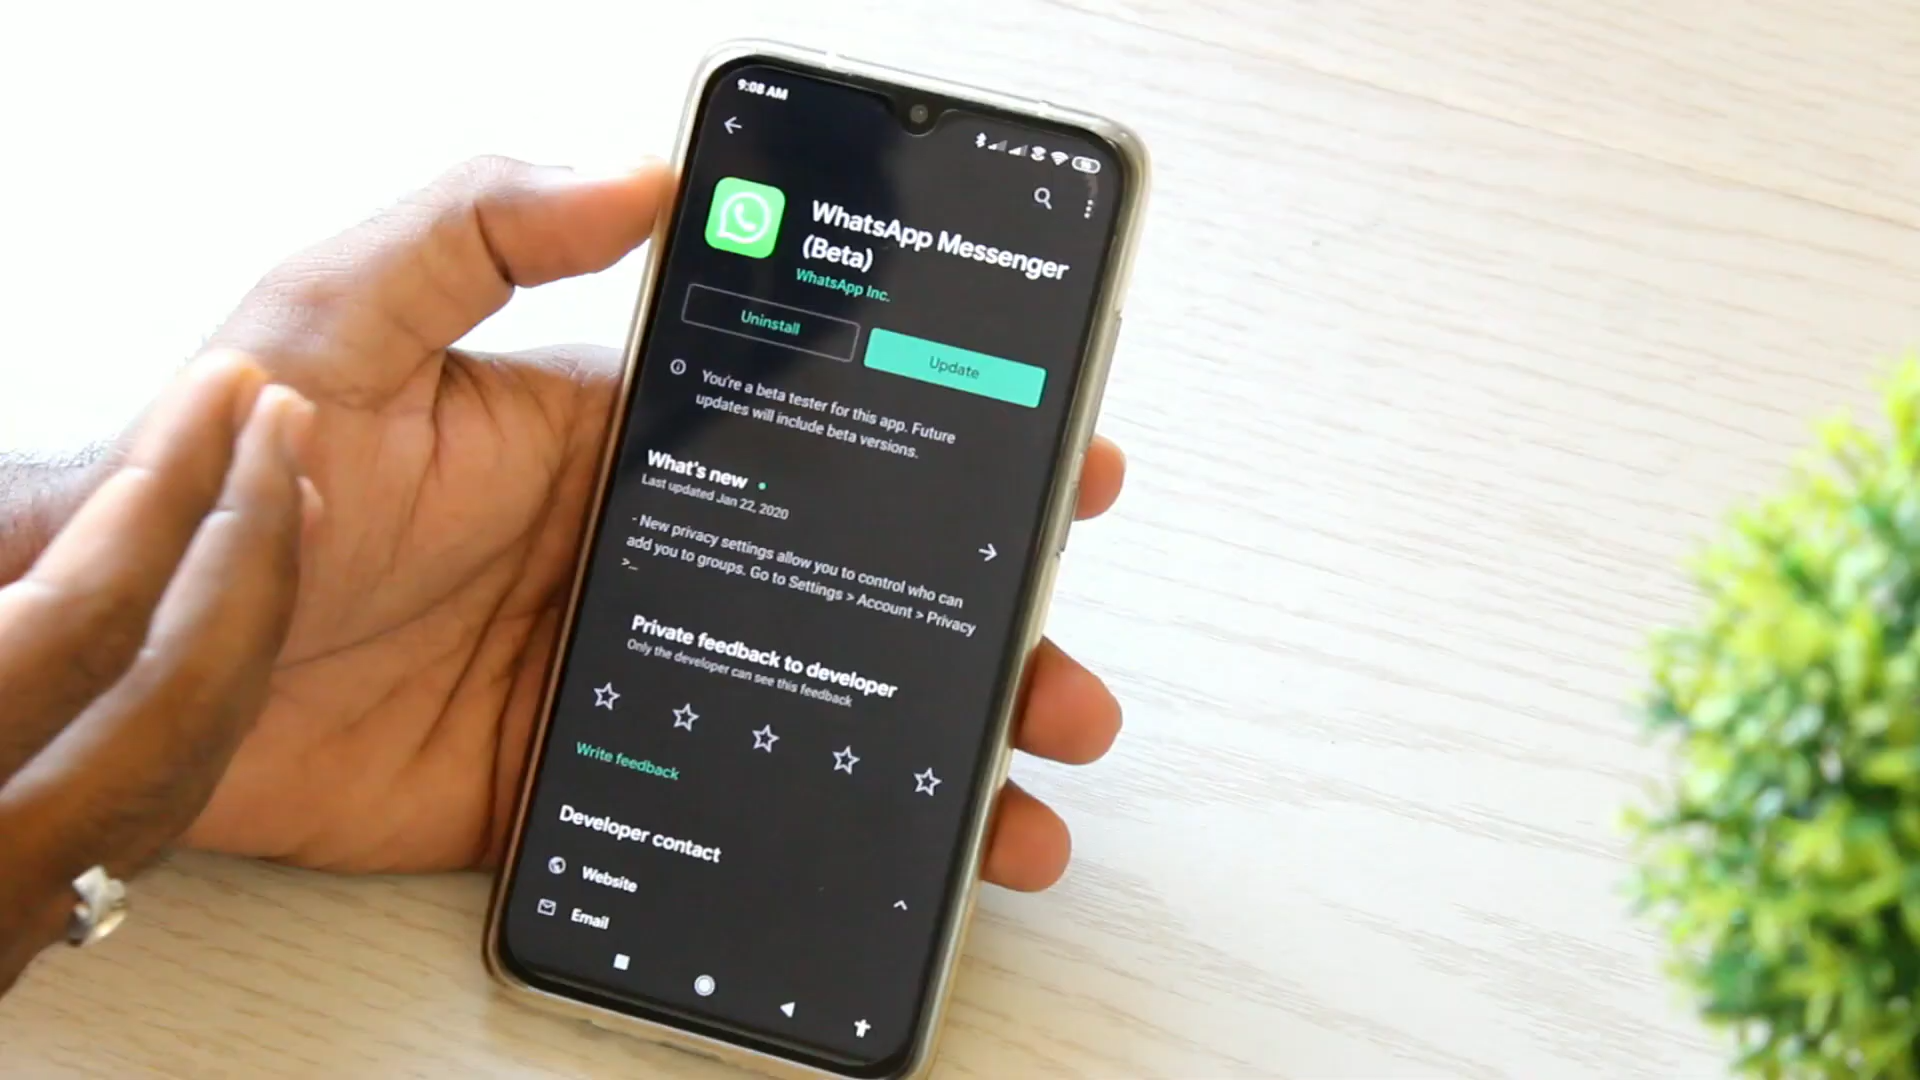 9:08 AM
WhatsApp Messenger
(Beta)
WhatsApp Inc.
Uninstall
Update
You're a beta tester for this app. Future
updates will include beta versions.
What's new
Last updated Jan 22, 2020
- New privacy settings allow you to control who can
add you to groups. Go to Settings > Account > Privacy
>...
Private feedback to developer
Only the developer can see this feedback
Write feedback
Developer contact
Website
Email